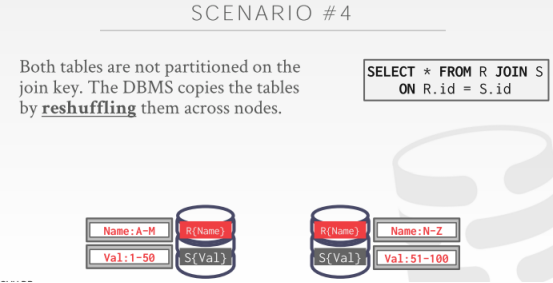 SCENARIO #4
Both tables are not partitioned on the
join key. The DBMS copies the tables
by reshuffling them across nodes.
SELECT * FROM R JOIN S
ON R.id = S.id
Name:A-M
R{Name}
R{Name}
Name:N-Z
Val:1-50
S{Val}
S{Val}
Val:51-100